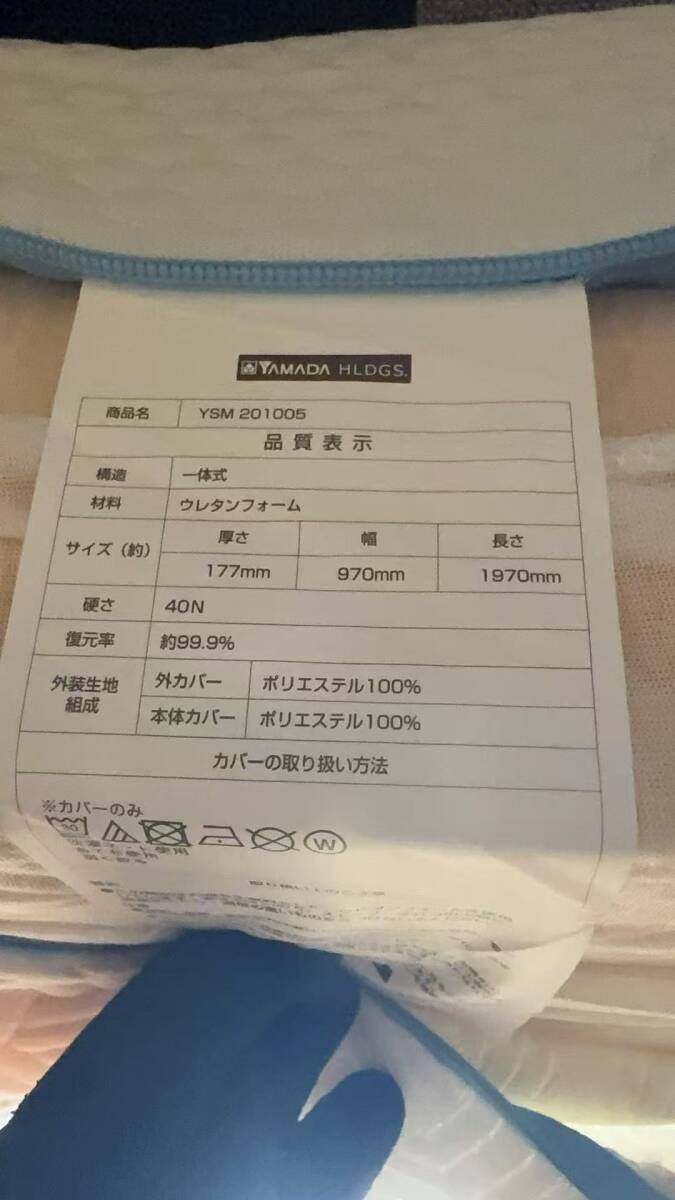 YAMADA HLDGS.
商品名 YSM 201005
品質表示
構造 一体式
材料 ウレタンフォーム
サイズ（約） 厚さ 幅 長さ
177mm 970mm 1970mm
硬さ 40N
復元率 約99.9%
外装生地組成 外カバー ポリエステル100%
本体カバー ポリエステル100%
カバーの取り扱い方法
※カバーのみ
30
W